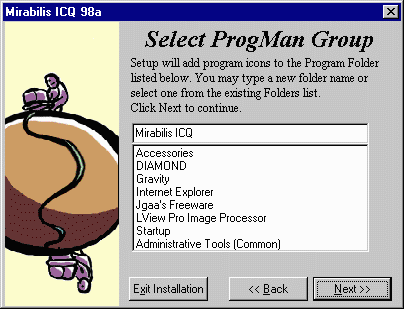 Mirabilis ICQ 98a
Select ProgMan Group
Setup will add program icons to the Program Folder
listed below. You may type a new folder name or
select one from the existing Folders list.
Click Next to continue.
Mirabilis ICQ
Accessories
DIAMOND
Gravity
Internet Explorer
Jgaa's Freeware
LView Pro Image Processor
Startup
Administrative Tools (Common)
Exit Installation
<< Back
Next >>